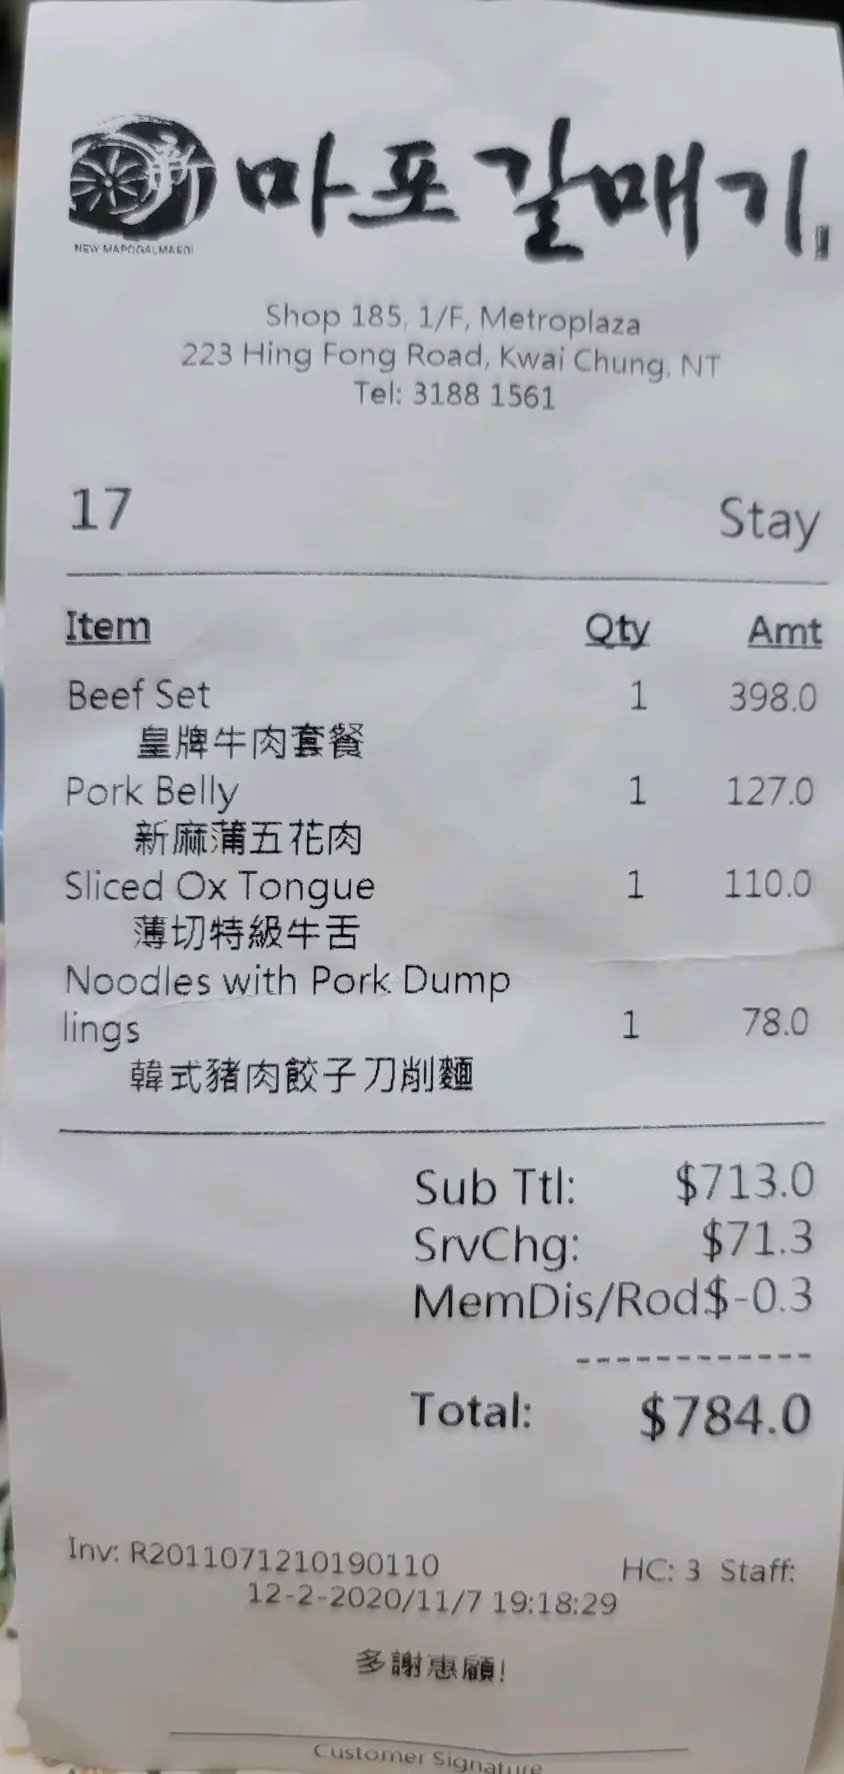 新
마포갈매기
NEW MAPOGALMAEGI
Shop 185, 1/F, Metroplaza
223 Hing Fong Road, Kwai Chung, NT
Tel: 3188 1561
17 Stay
Item Qty Amt
Beef Set 1 398.0
皇牌牛肉套餐
Pork Belly 1 127.0
新麻蒲五花肉
Sliced Ox Tongue 1 110.0
薄切特級牛舌
Noodles with Pork Dump
lings 1 78.0
韓式豬肉餃子刀削麵
Sub Ttl: $713.0
SrvChg: $71.3
MemDis/Rod$-0.3
------------
Total: $784.0
Inv: R2011071210190110 HC: 3 Staff:
12-2-2020/11/7 19:18:29
多謝惠顧!
Customer Signature